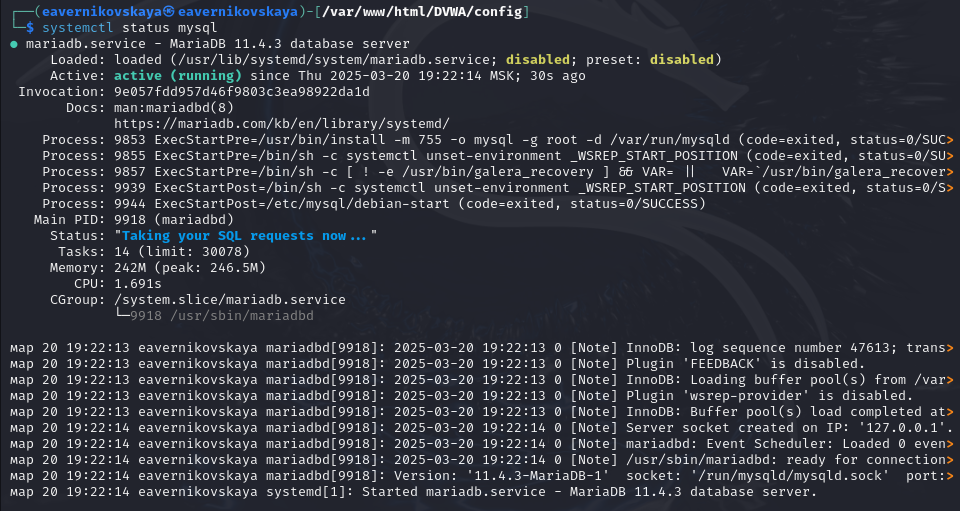 ┌──(eavernikovskaya㉿eavernikovskaya)-[/var/www/html/DVWA/config]
└─$ systemctl status mysql
● mariadb.service - MariaDB 11.4.3 database server
Loaded: loaded (/usr/lib/systemd/system/mariadb.service; disabled; preset: disabled)
Active: active (running) since Thu 2025-03-20 19:22:14 MSK; 30s ago
Invocation: 9e057fdd957d46f9803c3ea98922da1d
Docs: man:mariadbd(8)
https://mariadb.com/kb/en/library/systemd/
Process: 9853 ExecStartPre=/usr/bin/install -m 755 -o mysql -g root -d /var/run/mysqld (code=exited, status=0/SUC>
Process: 9855 ExecStartPre=/bin/sh -c systemctl unset-environment _WSREP_START_POSITION (code=exited, status=0/SU>
Process: 9857 ExecStartPre=/bin/sh -c [ ! -e /usr/bin/galera_recovery ] && VAR= || VAR=`/usr/bin/galera_recover>
Process: 9939 ExecStartPost=/bin/sh -c systemctl unset-environment _WSREP_START_POSITION (code=exited, status=0/S>
Process: 9944 ExecStartPost=/etc/mysql/debian-start (code=exited, status=0/SUCCESS)
Main PID: 9918 (mariadbd)
Status: "Taking your SQL requests now..."
Tasks: 14 (limit: 30078)
Memory: 242M (peak: 246.5M)
CPU: 1.691s
CGroup: /system.slice/mariadb.service
└─9918 /usr/sbin/mariadbd
мар 20 19:22:13 eavernikovskaya mariadbd[9918]: 2025-03-20 19:22:13 0 [Note] InnoDB: log sequence number 47613; trans>
мар 20 19:22:13 eavernikovskaya mariadbd[9918]: 2025-03-20 19:22:13 0 [Note] Plugin 'FEEDBACK' is disabled.
мар 20 19:22:13 eavernikovskaya mariadbd[9918]: 2025-03-20 19:22:13 0 [Note] InnoDB: Loading buffer pool(s) from /var>
мар 20 19:22:13 eavernikovskaya mariadbd[9918]: 2025-03-20 19:22:13 0 [Note] Plugin 'wsrep-provider' is disabled.
мар 20 19:22:13 eavernikovskaya mariadbd[9918]: 2025-03-20 19:22:13 0 [Note] InnoDB: Buffer pool(s) load completed at>
мар 20 19:22:14 eavernikovskaya mariadbd[9918]: 2025-03-20 19:22:14 0 [Note] Server socket created on IP: '127.0.0.1'.
мар 20 19:22:14 eavernikovskaya mariadbd[9918]: 2025-03-20 19:22:14 0 [Note] mariadbd: Event Scheduler: Loaded 0 even>
мар 20 19:22:14 eavernikovskaya mariadbd[9918]: 2025-03-20 19:22:14 0 [Note] /usr/sbin/mariadbd: ready for connection>
мар 20 19:22:14 eavernikovskaya mariadbd[9918]: Version: '11.4.3-MariaDB-1' socket: '/run/mysqld/mysqld.sock' port:>
мар 20 19:22:14 eavernikovskaya systemd[1]: Started mariadb.service - MariaDB 11.4.3 database server.